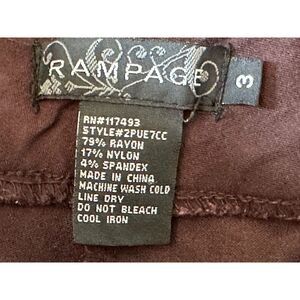 RAMPAGE
3
RN#117493
STYLE#2PUE7CC
79% RAYON
17% NYLON
4% SPANDEX
MADE IN CHINA
MACHINE WASH COLD
LINE DRY
DO NOT BLEACH
COOL IRON